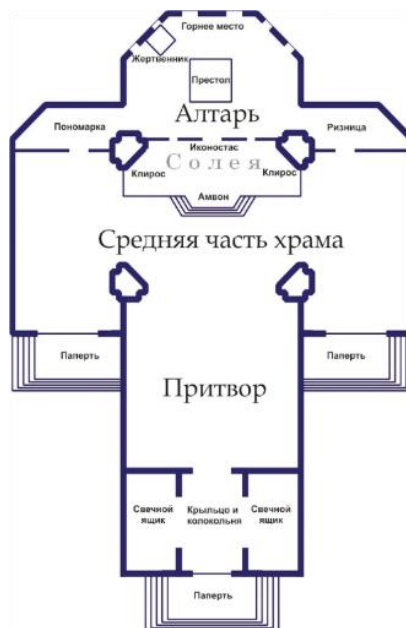 Горнее место
Жертвенник
Престол
Алтарь
Пономарка
Ризница
Иконостас
Солея
Клирос
Клирос
Амвон
Средняя часть храма
Паперть
Паперть
Притвор
Свечной
ящик
Крыльцо и
колокольня
Свечной
ящик
Паперть